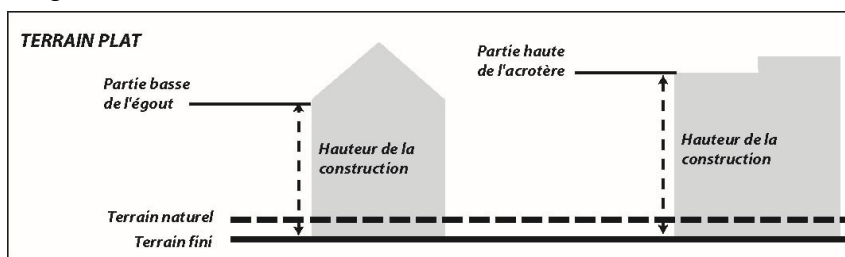 TERRAIN PLAT
Partie basse
de l'égout
Hauteur de la
construction
Partie haute
de l'acrotère
Hauteur de la
construction
Terrain naturel
Terrain fini